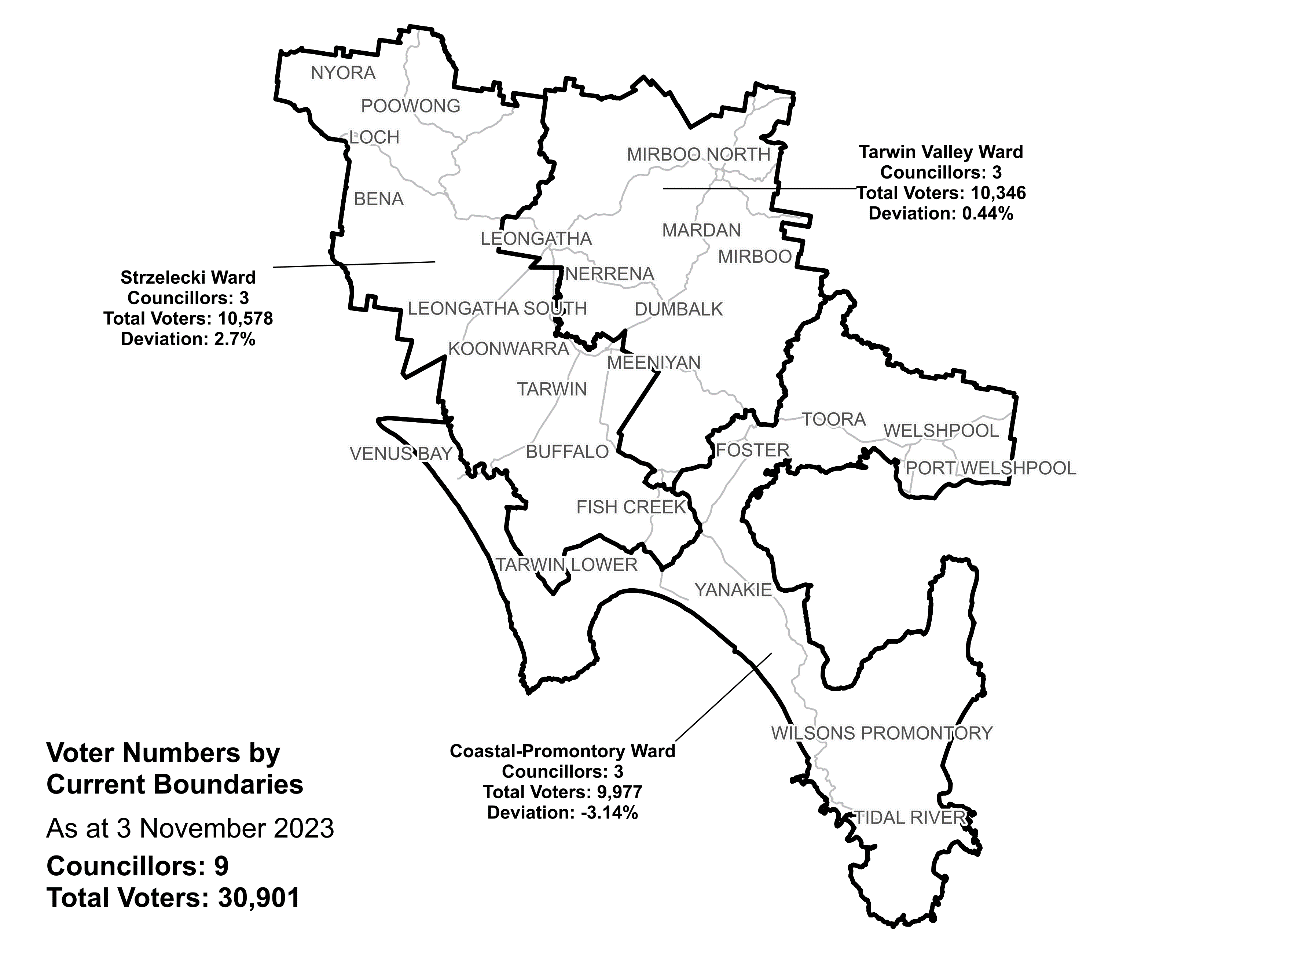 NYORA
POOWONG
LOCH
MIRBOO NORTH
Tarwin Valley Ward
Councillors: 3
Total Voters: 10,346
Deviation: 0.44%
BENA
MARDAN
LEONGATHA
MIRBOO
NERRENA
Strzelecki Ward
Councillors: 3
Total Voters: 10,578
Deviation: 2.7%
LEONGATHA SOUTH
DUMBALK
KOONWARRA
MEENIYAN
TARWIN
TOORA
WELSHPOOL
VENUS BAY
BUFFALO
FOSTER
PORT WELSHPOOL
FISH CREEK
TARWIN LOWER
YANAKIE
WILSONS PROMONTORY
Coastal-Promontory Ward
Councillors: 3
Total Voters: 9,977
Deviation: -3.14%
TIDAL RIVER
Voter Numbers by
Current Boundaries
As at 3 November 2023
Councillors: 9
Total Voters: 30,901